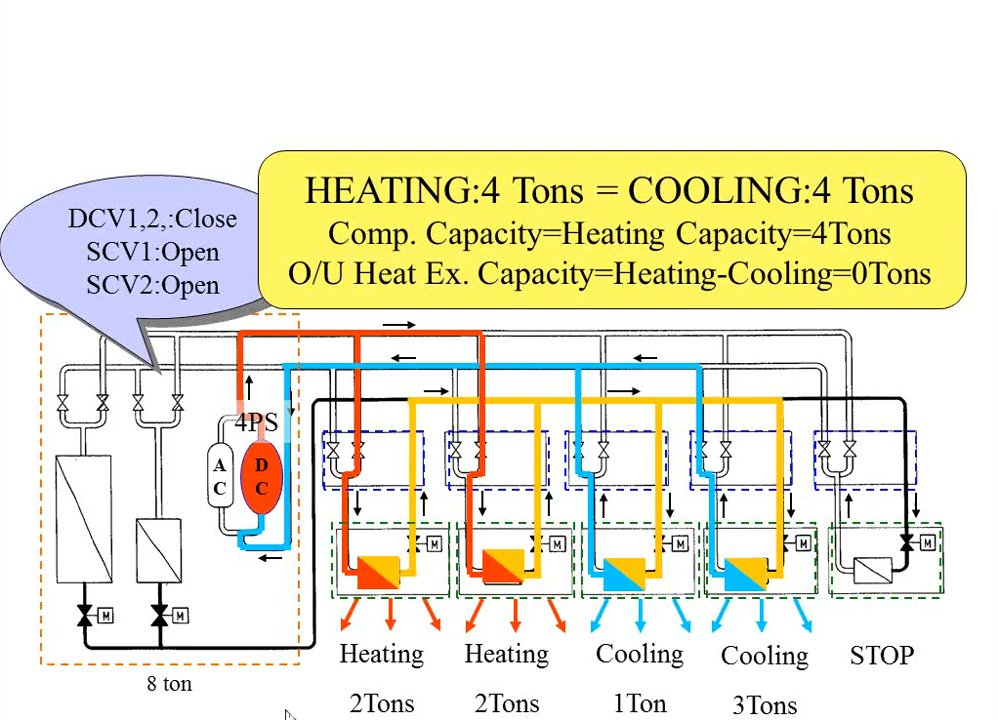 HEATING:4 Tons = COOLING:4 Tons
Comp. Capacity=Heating Capacity=4Tons
O/U Heat Ex. Capacity=Heating-Cooling=0Tons
DCV1,2,:Close
SCV1:Open
SCV2:Open
4PS
A
C
D
C
M
M
M
M
M
M
M
Heating
Heating
Cooling
Cooling
STOP
8 ton
2Tons
2Tons
1Ton
3Tons